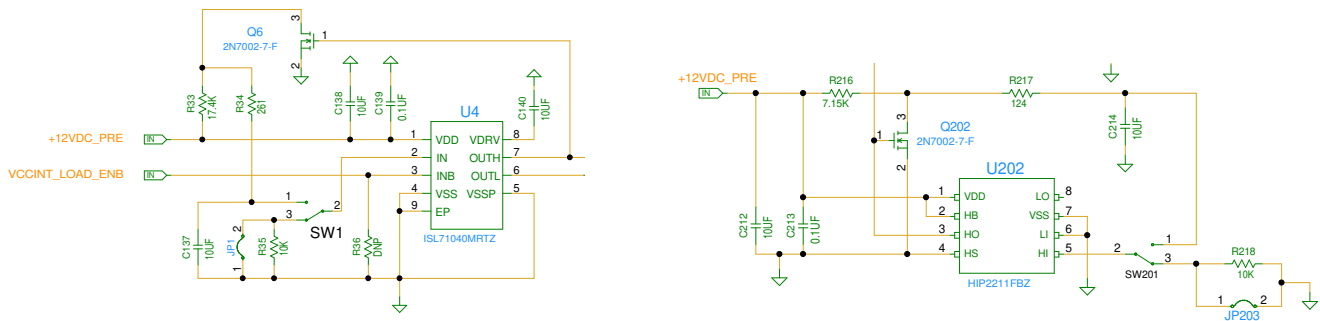 3
Q6
2N7002-7-F
1
2
R33
17.4K
R34
261
C138
10UF
C139
0.1UF
C140
10UF
U4
+12VDC_PRE
IN
1
VDD
VDRV
8
2
IN
OUTH
7
VCCINT_LOAD_ENB
IN
3
INB
OUTL
6
4
VSS
VSSP
5
9
EP
ISL71040MRTZ
1
2
3
SW1
C137
10UF
2
JP1
1
R35
10K
R36
DNP
+12VDC_PRE
IN
R216
7.15K
R217
124
3
Q202
1
2N7002-7-F
2
C214
10UF
U202
C212
10UF
C213
0.1UF
1
VDD
LO
8
2
HB
VSS
7
3
HO
LI
6
4
HS
HI
5
HIP2211FBZ
2
1
3
SW201
R218
10K
1
2
JP203